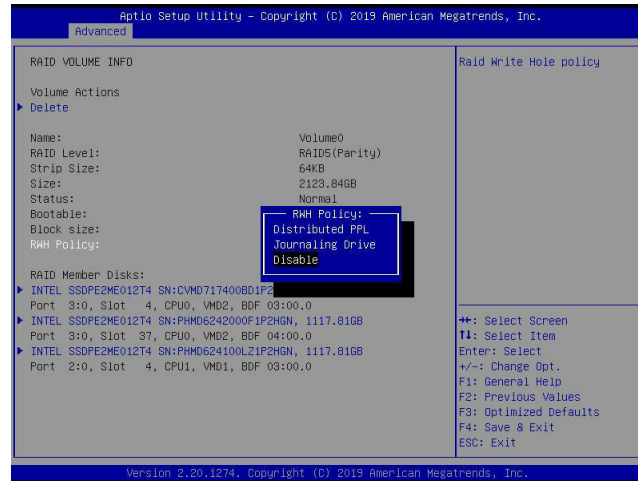 Aptio Setup Utility – Copyright (C) 2019 American Megatrends, Inc.
Advanced
RAID VOLUME INFO
Volume Actions
Delete
Name: Volume0
RAID Level: RAID5(Parity)
Strip Size: 64KB
Size: 2123.84GB
Status: Normal
Bootable:
Block size:
RWH Policy:
RWH Policy:
Distributed PPL
Journaling Drive
Disable
RAID Member Disks:
INTEL SSDPE2ME012T4 SN:CVMD717400BD1P2
Port 3:0, Slot 4, CPU0, VMD2, BDF 03:00.0
INTEL SSDPE2ME012T4 SN:PHMD6242000F1P2HGN, 1117.81GB
Port 3:0, Slot 37, CPU0, VMD2, BDF 04:00.0
INTEL SSDPE2ME012T4 SN:PHMD624100LZ1P2HGN, 1117.81GB
Port 2:0, Slot 4, CPU1, VMD1, BDF 03:00.0
Raid Write Hole policy
↔: Select Screen
↑↓: Select Item
Enter: Select
+/-: Change Opt.
F1: General Help
F2: Previous Values
F3: Optimized Defaults
F4: Save & Exit
ESC: Exit
Version 2.20.1274. Copyright (C) 2019 American Megatrends, Inc.